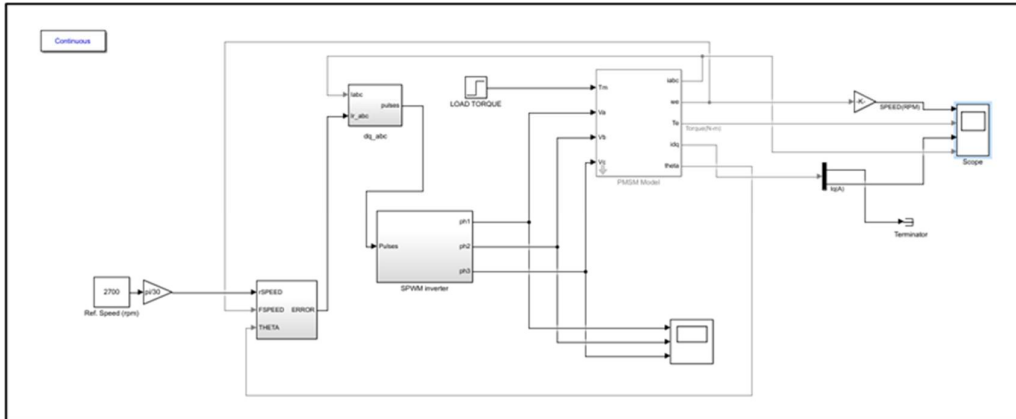 Continuous
Iabc
Ir_abc
pulses
dq_abc
LOAD TORQUE
Tm
Va
Vb
Vc
iabc
we
Te
idq
theta
PMSM Model
Torque(N-m)
-K-
SPEED(RPM)
Scope
Iq(A)
Terminator
Pulses
ph1
ph2
ph3
SPWM inverter
2700
pi/30
Ref. Speed (rpm)
rSPEED
FSPEED
THETA
ERROR